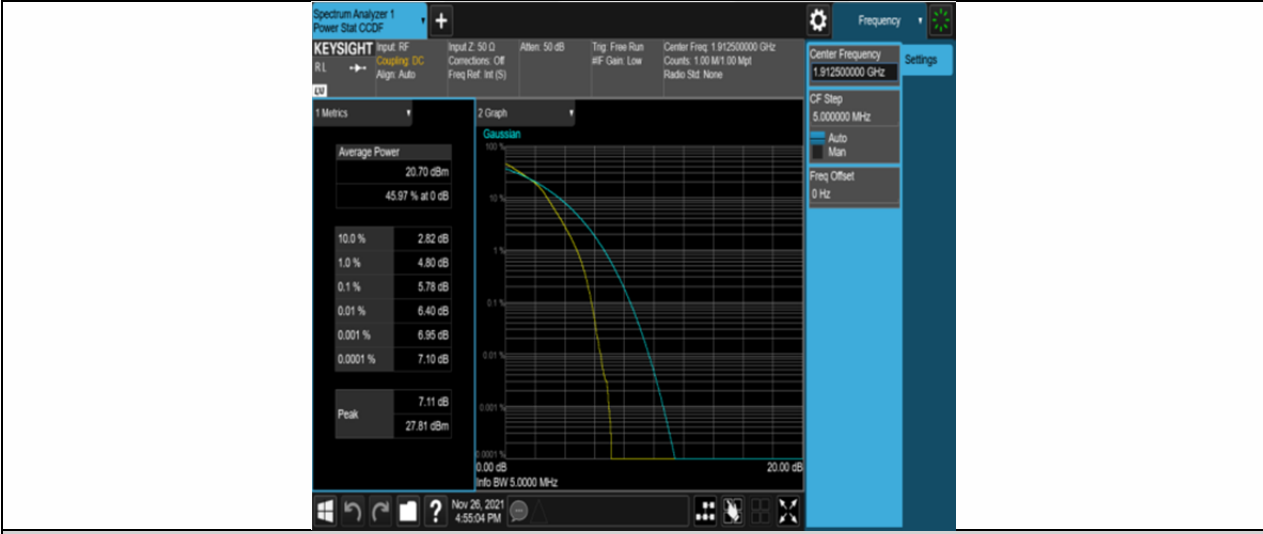 Spectrum Analyzer 1
Power Stat CCDF
+
Frequency
KEYSIGHT
Input: RF
Input Z: 50 Ω
Atten: 50 dB
Trig: Free Run
Center Freq: 1.912500000 GHz
R L
Coupling: DC
Corrections: Off
#IF Gain: Low
Counts: 1.00 M/1.00 Mpt
Align: Auto
Freq Ref: Int (S)
Radio Std: None
Center Frequency
1.912500000 GHz
Settings
CF Step
5.000000 MHz
Auto
Man
Freq Offset
0 Hz
1 Metrics
Average Power
20.70 dBm
45.97 % at 0 dB
10.0 % 2.82 dB
1.0 % 4.80 dB
0.1 % 5.78 dB
0.01 % 6.40 dB
0.001 % 6.95 dB
0.0001 % 7.10 dB
Peak
7.11 dB
27.81 dBm
2 Graph
Gaussian
100 %
10 %
1 %
0.1 %
0.01 %
0.001 %
0.0001 %
0.00 dB
20.00 dB
Info BW 5.0000 MHz
?
Nov 26, 2021
4:55:04 PM